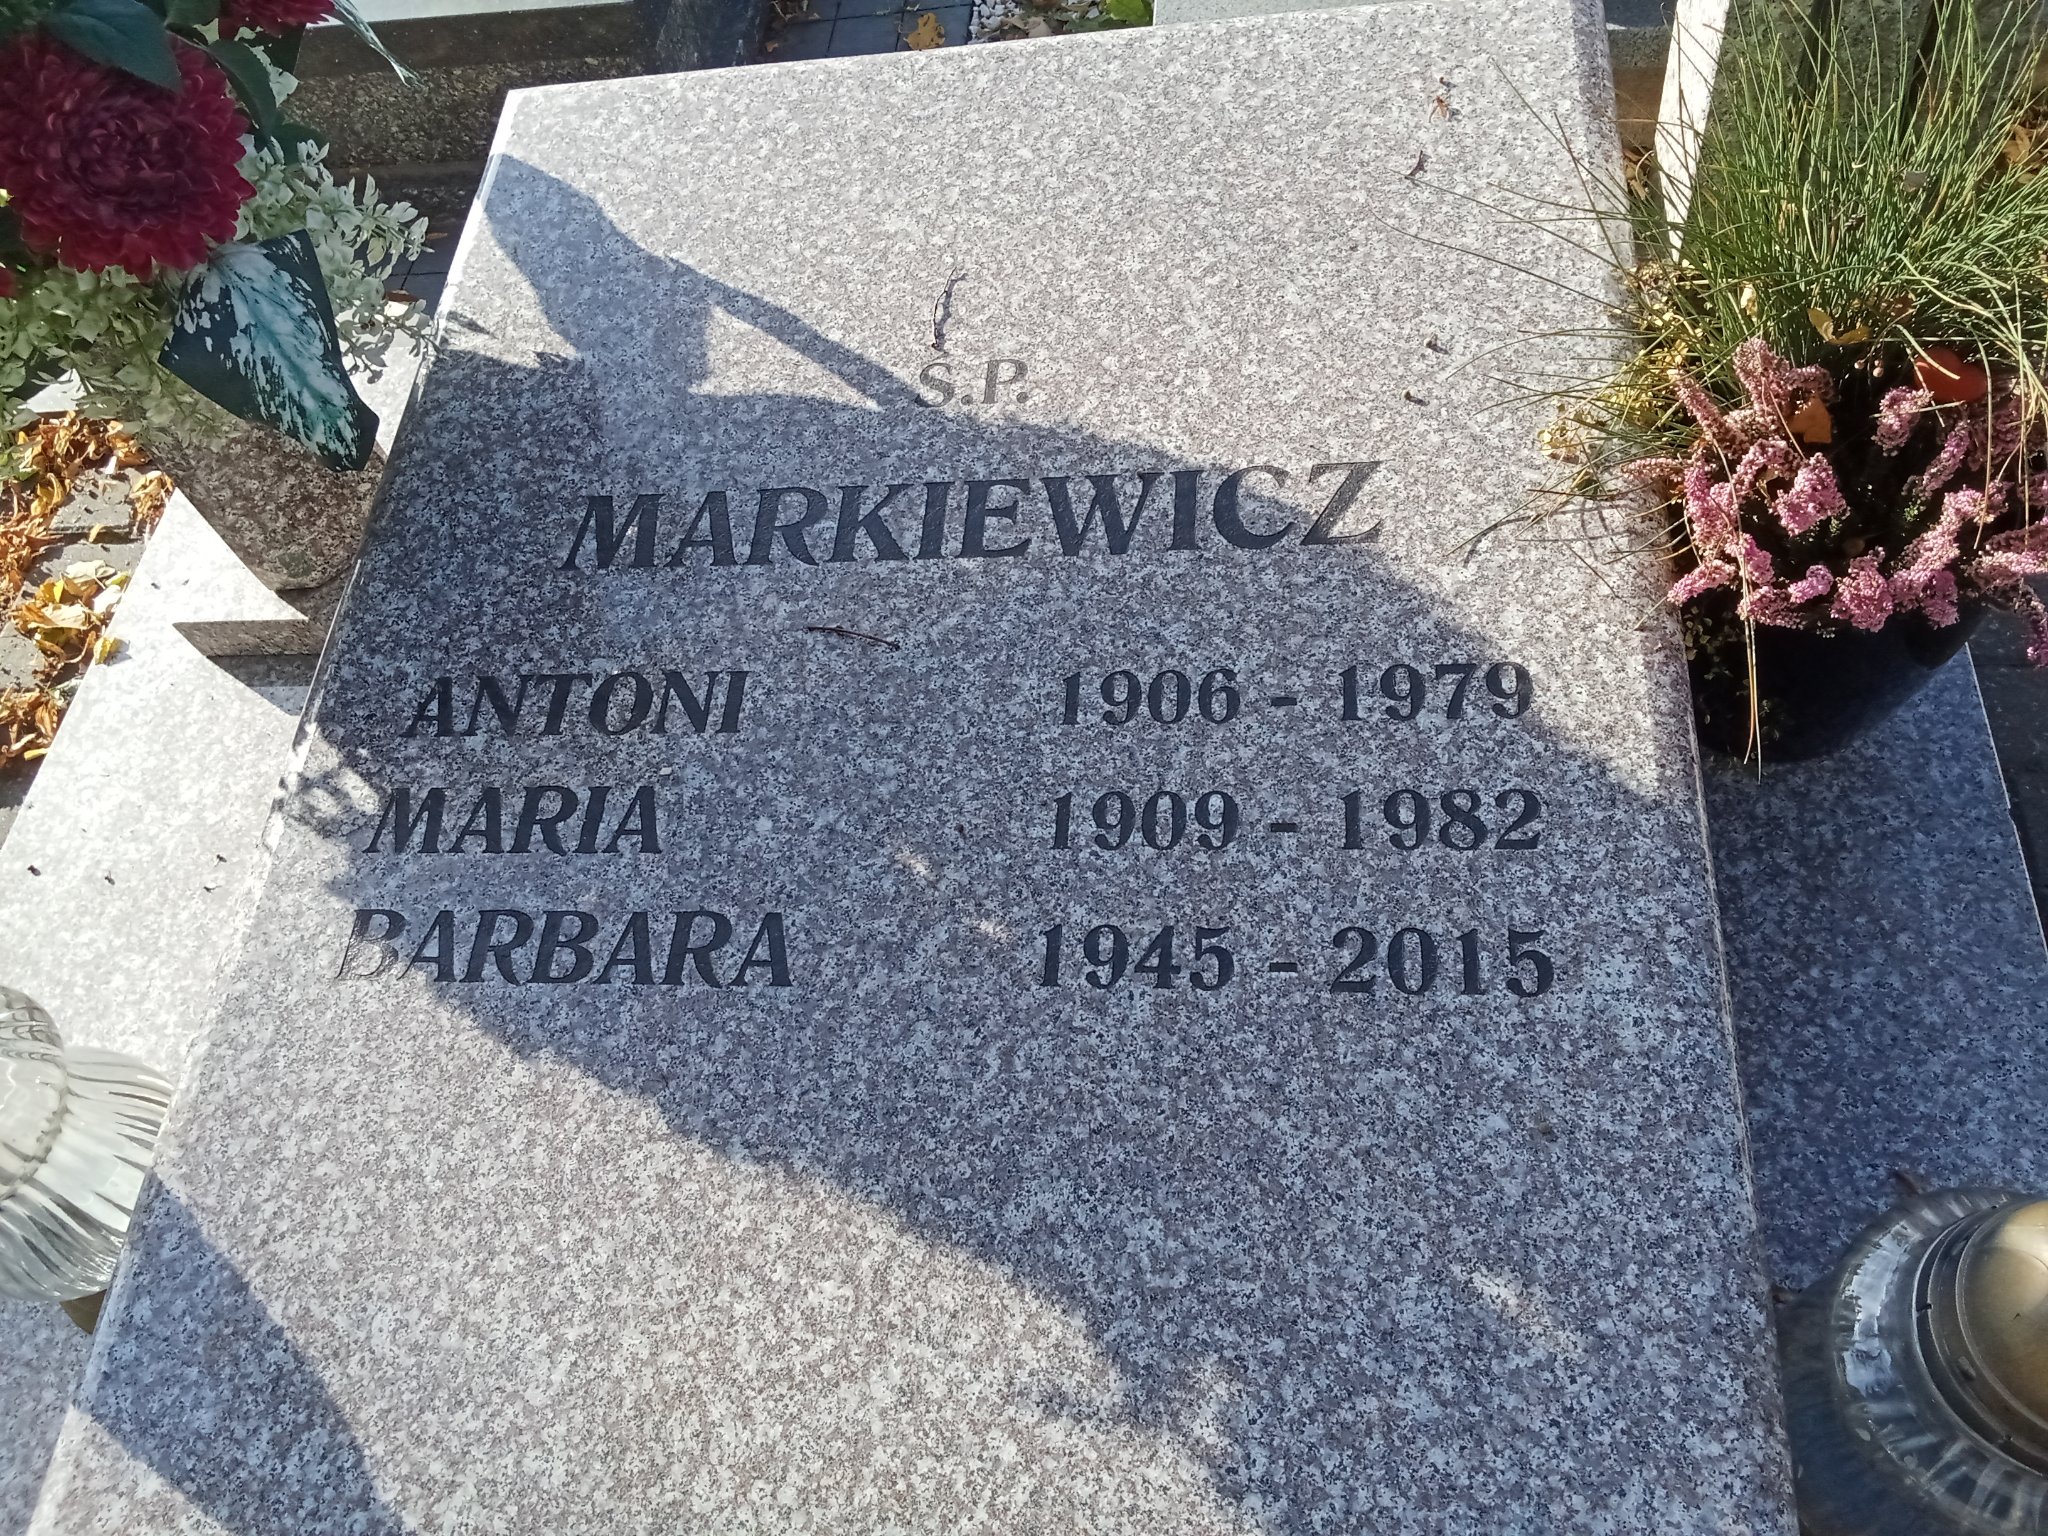 S.P.
MARKIEWICZ
ANTONI 1906 - 1979
MARIA 1909 - 1982
BARBARA 1945 - 2015